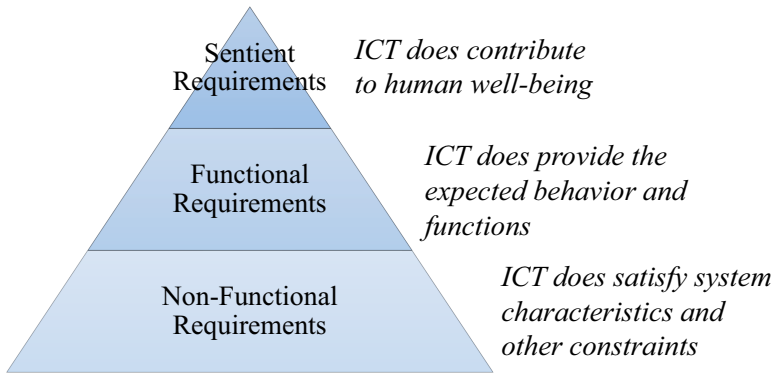 Sentient
Requirements
ICT does contribute
to human well-being
Functional
Requirements
ICT does provide the
expected behavior and
functions
Non-Functional
Requirements
ICT does satisfy system
characteristics and
other constraints